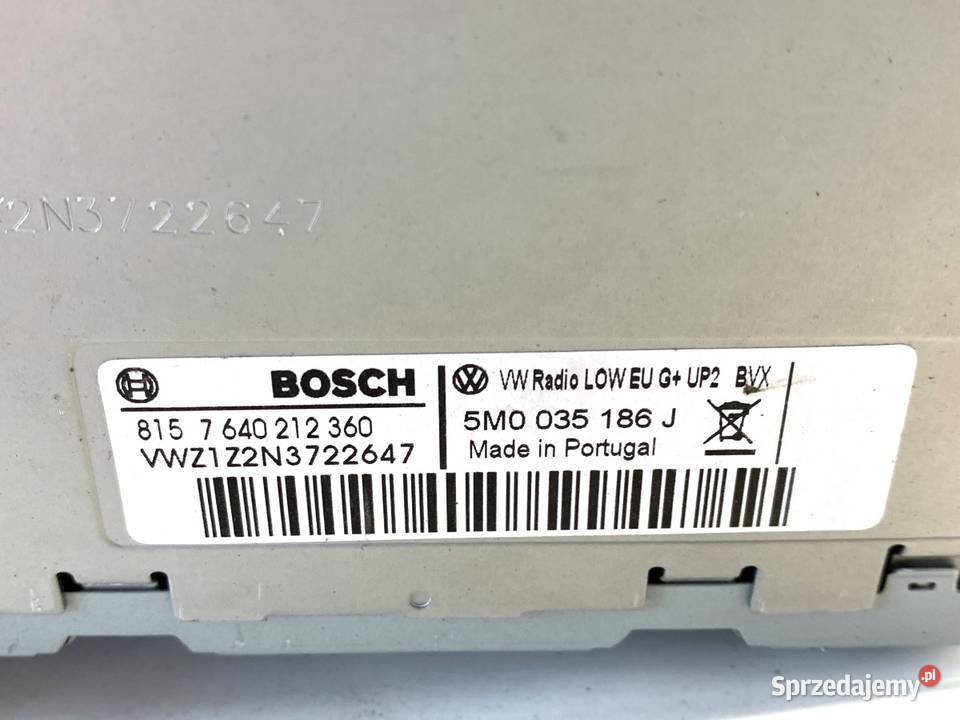 Z2N3722647
BOSCH
815 7 640 212 360
VWZ1Z2N3722647
VW Radio LOW EU G+ UP2 BVX
5M0 035 186 J
Made in Portugal
Sprzedajemy.pl